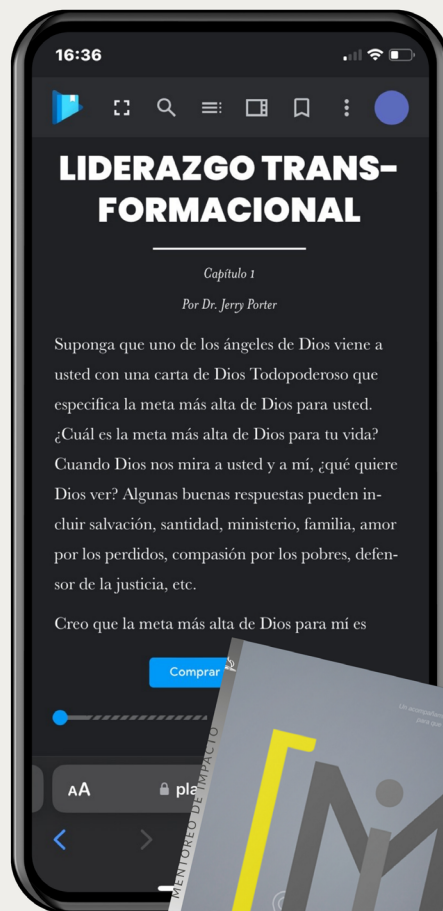 16:36
LIDERAZGO TRANS-
FORMACIONAL
Capítulo 1
Por Dr. Jerry Porter
Suponga que uno de los ángeles de Dios viene a
usted con una carta de Dios Todopoderoso que
especifica la meta más alta de Dios para usted.
¿Cuál es la meta más alta de Dios para tu vida?
Cuando Dios nos mira a usted y a mí, ¿qué quiere
Dios ver? Algunas buenas respuestas pueden in-
cluir salvación, santidad, ministerio, familia, amor
por los perdidos, compasión por los pobres, defen-
sor de la justicia, etc.
Creo que la meta más alta de Dios para mí es
Comprar
AA
pla
MENTOREO DE IMPACTO
Un
para que